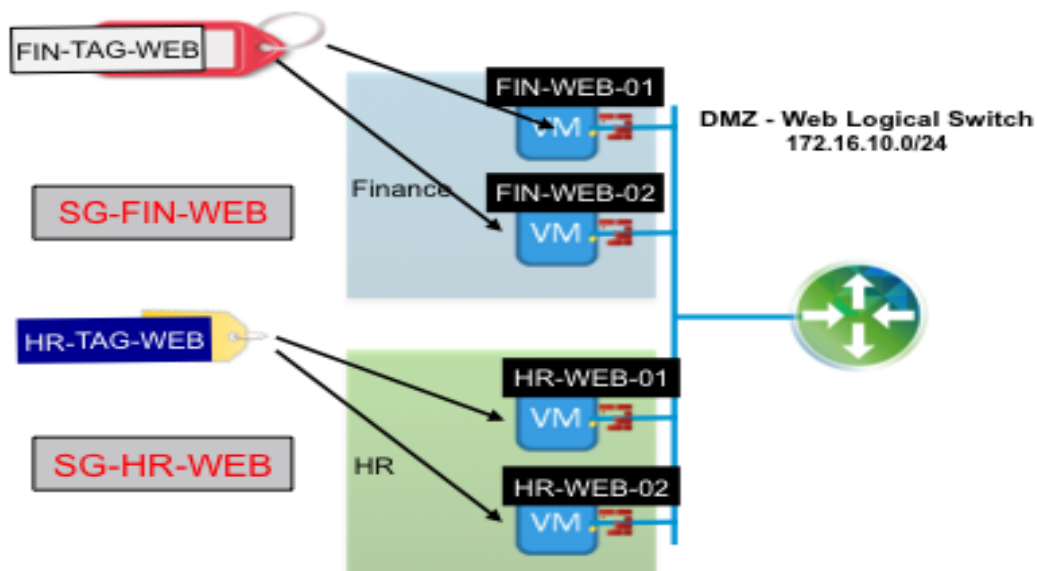 FIN-TAG-WEB
FIN-WEB-01
VM
DMZ - Web Logical Switch
172.16.10.0/24
Finance
FIN-WEB-02
VM
SG-FIN-WEB
HR-TAG-WEB
HR-WEB-01
VM
SG-HR-WEB
HR
HR-WEB-02
VM